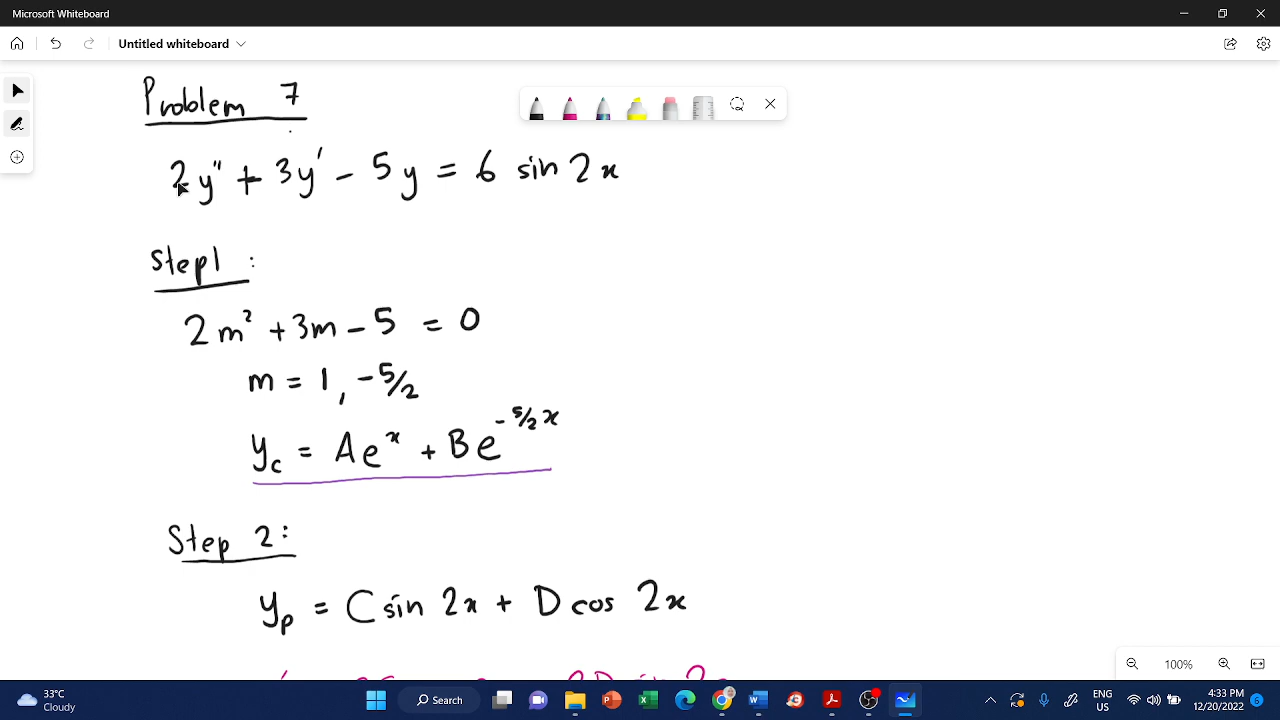 Microsoft Whiteboard
Untitled whiteboard
Problem 7
2y" + 3y' - 5y = 6 sin 2x
Step1 :
2m² + 3m - 5 = 0
m = 1, -5/2
y_c = Ae^x + Be^{-5/2 x}
Step 2:
y_p = C sin 2x + D cos 2x
100%
33°C
Cloudy
Search
ENG
US
4:33 PM
12/20/2022